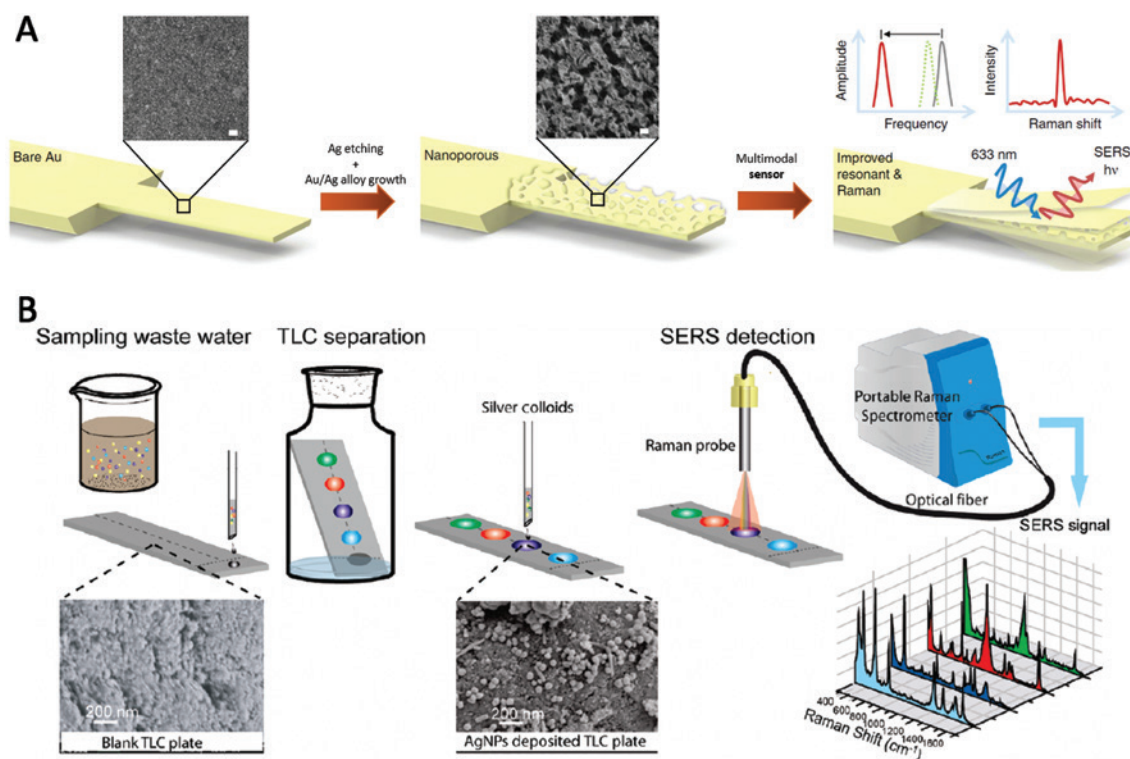 A
Bare Au
Ag etching
+
Au/Ag alloy growth
Nanoporous
Multimodal
sensor
Amplitude
Frequency
Intensity
Raman shift
Improved
resonant &
Raman
633 nm
SERS
hν
B
Sampling waste water
TLC separation
SERS detection
Silver colloids
Raman probe
Portable Raman
Spectrometer
Optical fiber
SERS signal
200 nm
Blank TLC plate
200 nm
AgNPs deposited TLC plate
400
600
800
1000
1200
1400
1600
Raman Shift (cm⁻¹)